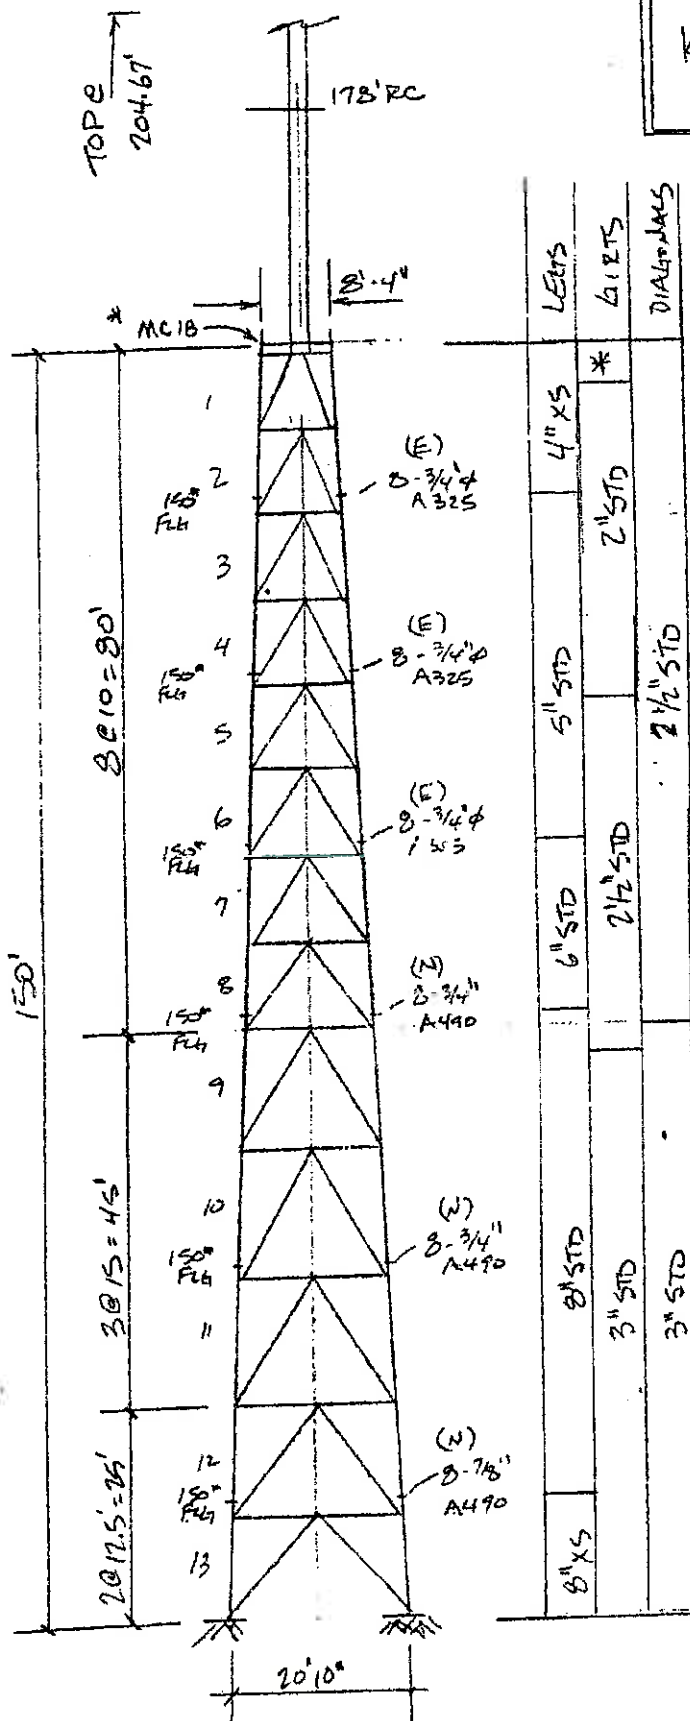 TOP @
204.67'
178' RC
8'-4"
*
MC18
1
2
150#
FLG
(E)
8-3/4"φ
A325
3
4
150#
FLG
(E)
8-3/4"φ
A325
5
6
150#
FLG
(E)
8-3/4"φ
7
8
150#
FLG
(N)
8-3/4"
A490
9
10
150#
FLG
(N)
8-3/4"
A490
11
12
150#
FLG
(N)
8-7/8"
A490
13
20'10"
150'
8@10=80'
3@15=45'
2@12.5'=25'
LEGS
4"XS
5"STD
6"STD
8"STD
8"XS
GIRTS
*
2"STD
2 1/2"STD
3"STD
DIAGONALS
2 1/2"STD
3"STD